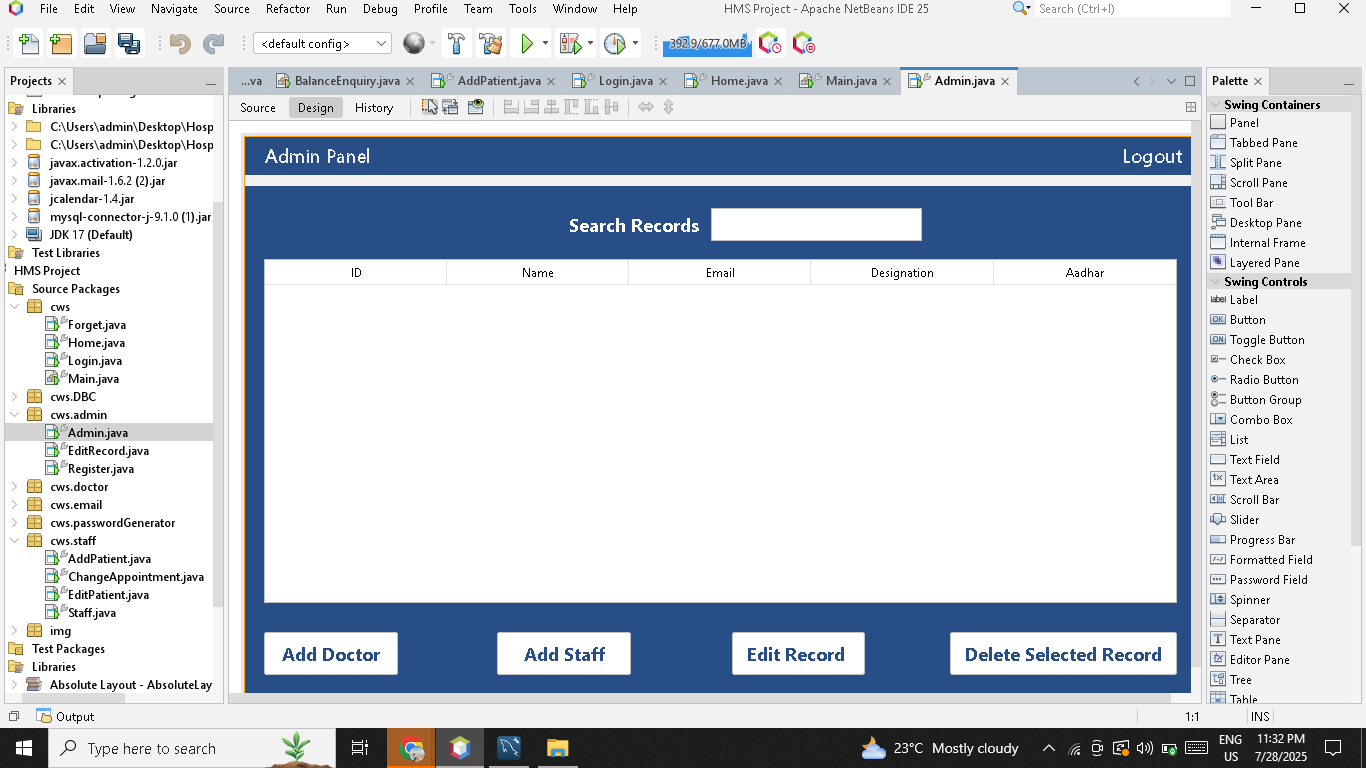 File Edit View Navigate Source Refactor Run Debug Profile Team Tools Window Help HMS Project - Apache NetBeans IDE 25 Search (Ctrl+I)
<default config> 392.9/677.0MB
Projects ...va BalanceEnquiry.java AddPatient.java Login.java Home.java Main.java Admin.java Palette
Source Design History
Libraries
C:\Users\admin\Desktop\Hosp
C:\Users\admin\Desktop\Hosp
javax.activation-1.2.0.jar
javax.mail-1.6.2 (2).jar
jcalendar-1.4.jar
mysql-connector-j-9.1.0 (1).jar
JDK 17 (Default)
Test Libraries
HMS Project
Source Packages
cws
Forget.java
Home.java
Login.java
Main.java
cws.DBC
cws.admin
Admin.java
EditRecord.java
Register.java
cws.doctor
cws.email
cws.passwordGenerator
cws.staff
AddPatient.java
ChangeAppointment.java
EditPatient.java
Staff.java
img
Test Packages
Libraries
Absolute Layout - AbsoluteLay
Admin Panel Logout
Search Records
ID Name Email Designation Aadhar
Add Doctor Add Staff Edit Record Delete Selected Record
Swing Containers
Panel
Tabbed Pane
Split Pane
Scroll Pane
Tool Bar
Desktop Pane
Internal Frame
Layered Pane
Swing Controls
label Label
OK Button
ON Toggle Button
Check Box
Radio Button
Button Group
Combo Box
List
Text Field
Text Area
Scroll Bar
Slider
Progress Bar
Formatted Field
Password Field
Spinner
Separator
Text Pane
Editor Pane
Tree
Table
Output 1:1 INS
Type here to search 23°C Mostly cloudy ENG US 11:32 PM 7/28/2025